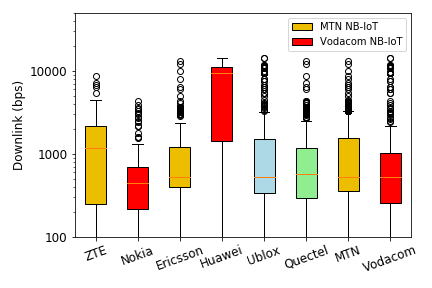 MTN NB-IoT
Vodacom NB-IoT
Downlink (bps)
10000
1000
100
ZTE
Nokia
Ericsson
Huawei
Ublox
Quectel
MTN
Vodacom